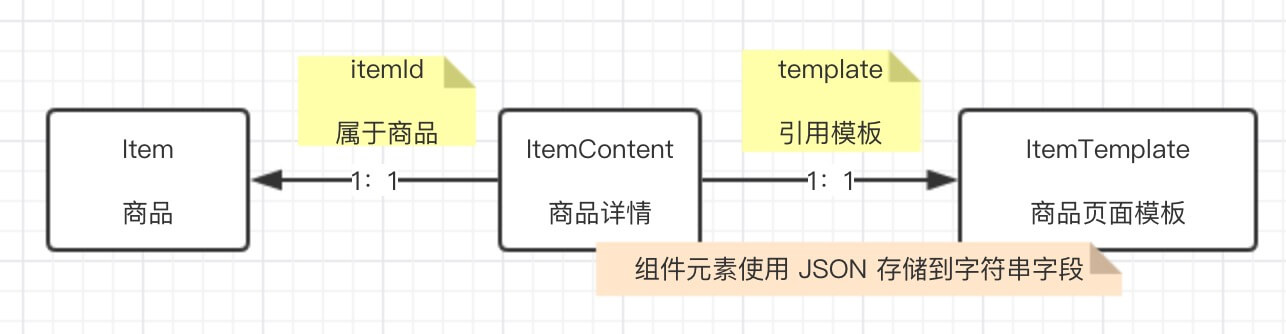 itemId
属于商品
template
引用模板
Item
商品
1：1
ItemContent
商品详情
1：1
ItemTemplate
商品页面模板
组件元素使用 JSON 存储到字符串字段